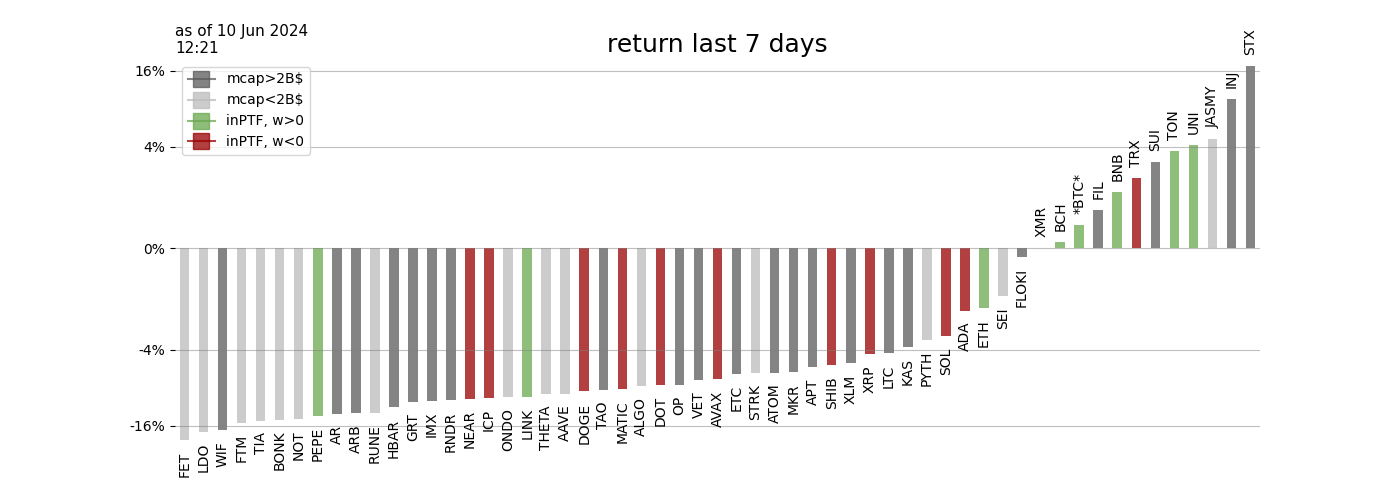 as of 10 Jun 2024
12:21
return last 7 days
mcap>2B$
mcap<2B$
inPTF, w>0
inPTF, w<0
16%
4%
0%
-4%
-16%
FET
LDO
WIF
FTM
TIA
BONK
NOT
PEPE
AR
ARB
RUNE
HBAR
GRT
IMX
RNDR
NEAR
ICP
ONDO
LINK
THETA
AAVE
DOGE
TAO
MATIC
ALGO
DOT
OP
VET
AVAX
ETC
STRK
ATOM
MKR
APT
SHIB
XLM
XRP
LTC
KAS
PYTH
SOL
ADA
ETH
SEI
FLOKI
XMR
BCH
*BTC*
FIL
BNB
TRX
SUI
TON
UNI
JASMY
INJ
STX